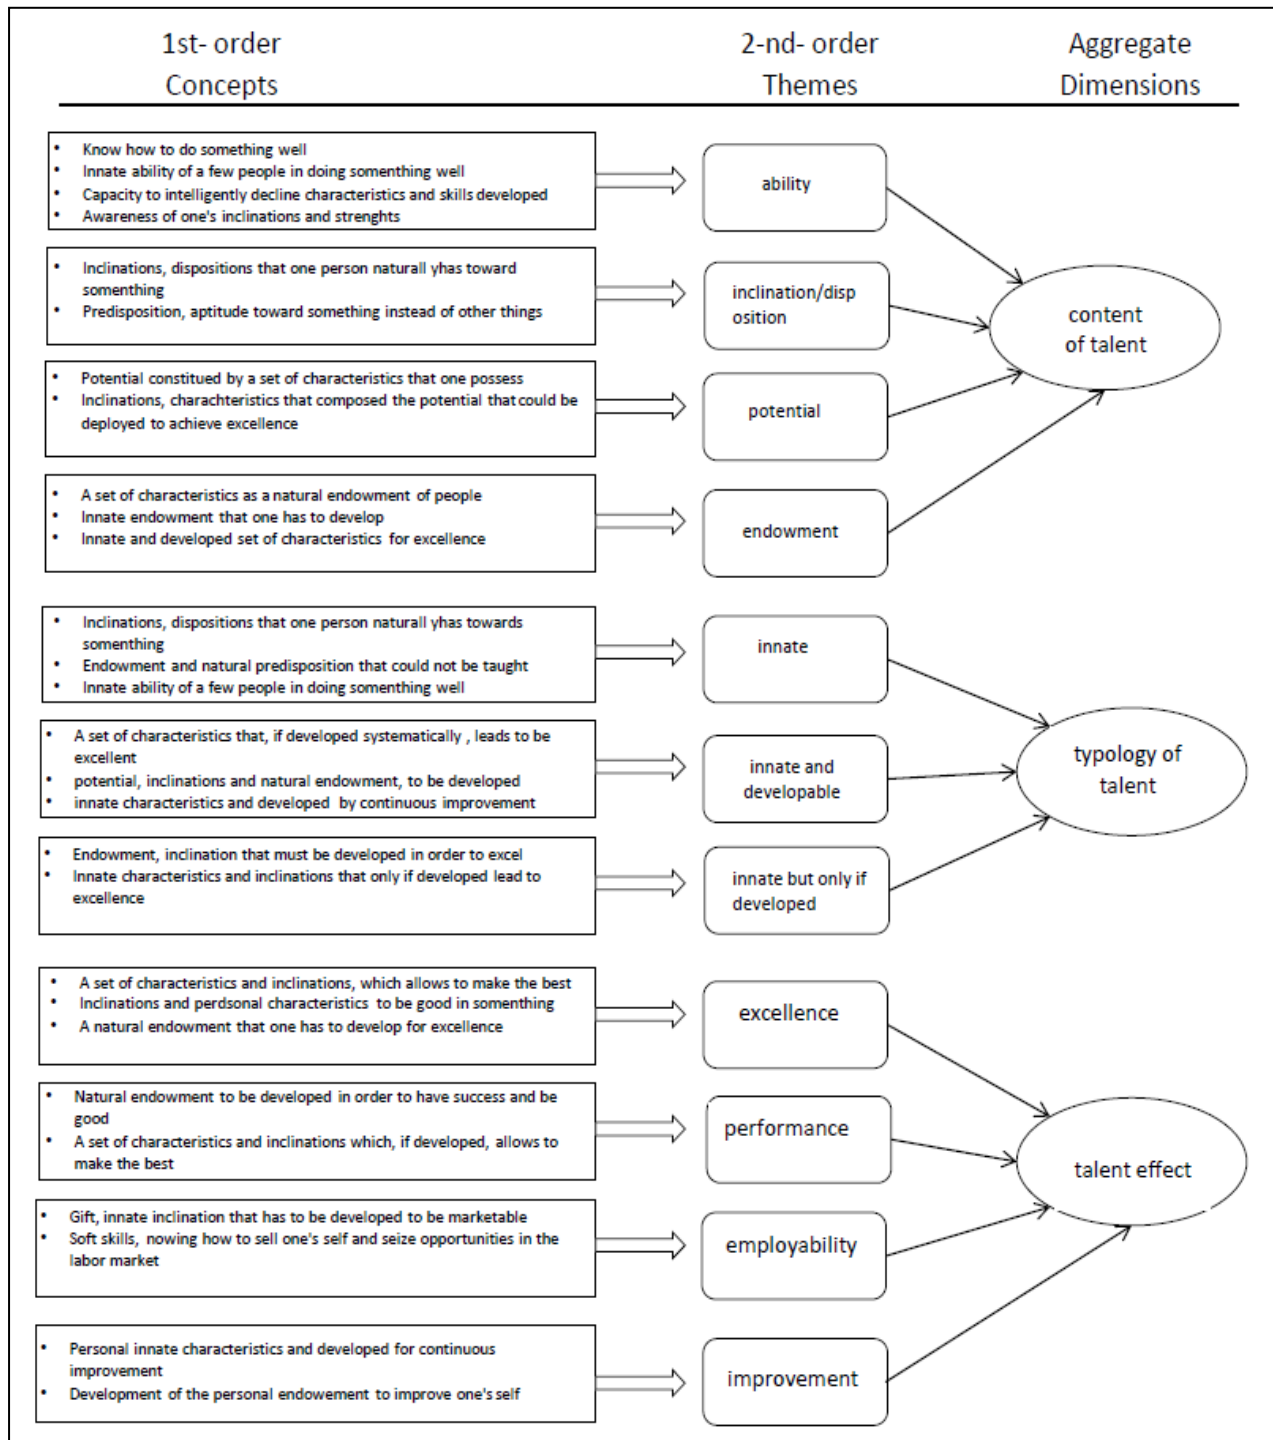 1st- order
Concepts
2-nd- order
Themes
Aggregate
Dimensions
• Know how to do something well
• Innate ability of a few people in doing somenthing well
• Capacity to intelligently decline characteristics and skills developed
• Awareness of one's inclinations and strenghts
ability
• Inclinations, dispositions that one person naturall yhas toward
somenthing
• Predisposition, aptitude toward something instead of other things
inclination/disp
osition
• Potential constitued by a set of characteristics that one possess
• Inclinations, charachteristics that composed the potential that could be
deployed to achieve excellence
potential
• A set of characteristics as a natural endowment of people
• Innate endowment that one has to develop
• Innate and developed set of characteristics for excellence
endowment
content
of talent
• Inclinations, dispositions that one person naturall yhas towards
somenthing
• Endowment and natural predisposition that could not be taught
• Innate ability of a few people in doing somenthing well
innate
• A set of characteristics that, if developed systematically , leads to be
excellent
• potential, inclinations and natural endowment, to be developed
• innate characteristics and developed by continuous improvement
innate and
developable
• Endowment, inclination that must be developed in order to excel
• Innate characteristics and inclinations that only if developed lead to
excellence
innate but only if
developed
typology of
talent
• A set of characteristics and inclinations, which allows to make the best
• Inclinations and perdsonal characteristics to be good in somenthing
• A natural endowment that one has to develop for excellence
excellence
• Natural endowment to be developed in order to have success and be
good
• A set of characteristics and inclinations which, if developed, allows to
make the best
performance
• Gift, innate inclination that has to be developed to be marketable
• Soft skills, nowing how to sell one's self and seize opportunities in the
labor market
employability
• Personal innate characteristics and developed for continuous
improvement
• Development of the personal endowement to improve one's self
improvement
talent effect